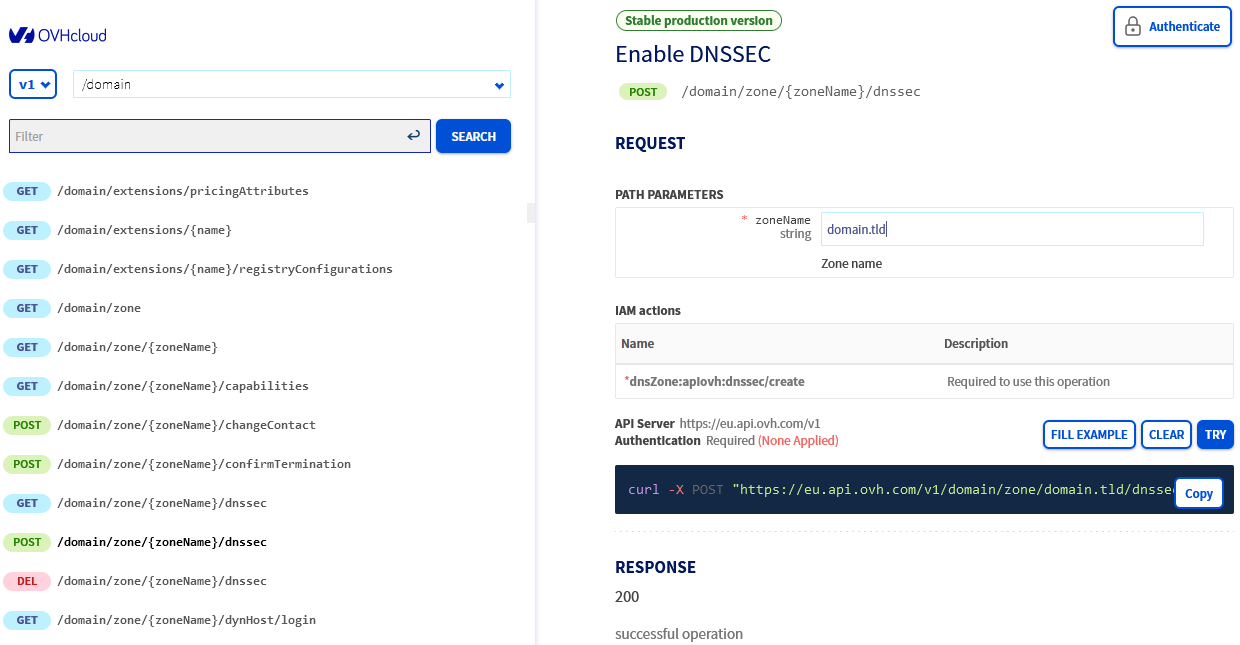 OVHcloud
v1
/domain
Filter
SEARCH
GET /domain/extensions/pricingAttributes
GET /domain/extensions/{name}
GET /domain/extensions/{name}/registryConfigurations
GET /domain/zone
GET /domain/zone/{zoneName}
GET /domain/zone/{zoneName}/capabilities
POST /domain/zone/{zoneName}/changeContact
POST /domain/zone/{zoneName}/confirmTermination
GET /domain/zone/{zoneName}/dnssec
POST /domain/zone/{zoneName}/dnssec
DEL /domain/zone/{zoneName}/dnssec
GET /domain/zone/{zoneName}/dynHost/login
Stable production version
Authenticate
Enable DNSSEC
POST /domain/zone/{zoneName}/dnssec
REQUEST
PATH PARAMETERS
* zoneName
string
domain.tld
Zone name
IAM actions
Name Description
*dnsZone:apiovh:dnssec/create Required to use this operation
API Server https://eu.api.ovh.com/v1
Authentication Required (None Applied)
FILL EXAMPLE CLEAR TRY
curl -X POST "https://eu.api.ovh.com/v1/domain/zone/domain.tld/dnssec
Copy
RESPONSE
200
successful operation